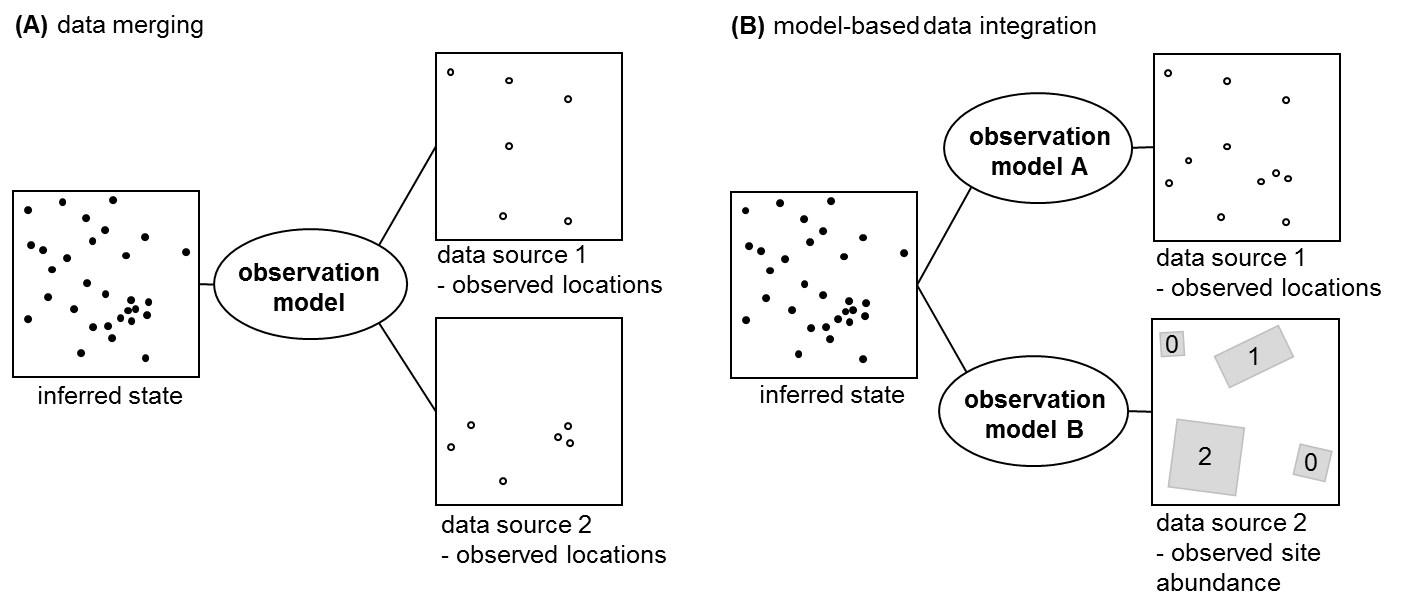 (A) data merging
observation
model
inferred state
data source 1
- observed locations
data source 2
- observed locations
(B) model-based data integration
observation
model A
observation
model B
inferred state
data source 1
- observed locations
0
1
2
0
data source 2
- observed site
abundance